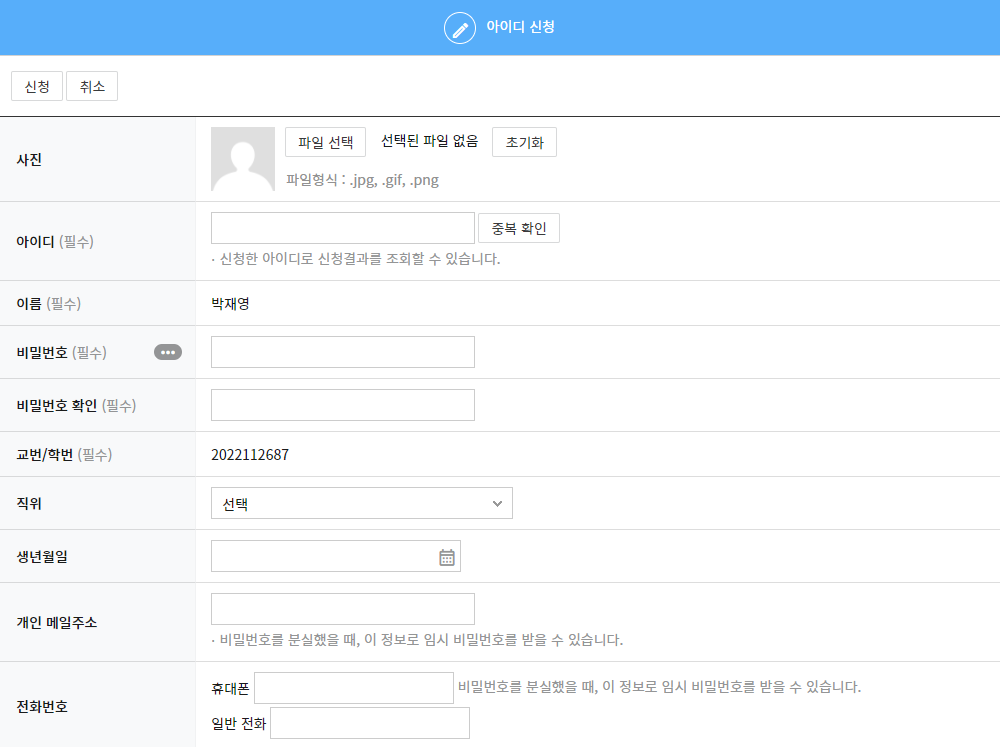 아이디 신청
신청 취소
사진
파일 선택 선택된 파일 없음 초기화
파일형식 : .jpg, .gif, .png
아이디 (필수)
중복 확인
· 신청한 아이디로 신청결과를 조회할 수 있습니다.
이름 (필수) 박재영
비밀번호 (필수)
비밀번호 확인 (필수)
교번/학번 (필수) 2022112687
직위 선택
생년월일
개인 메일주소
· 비밀번호를 분실했을 때, 이 정보로 임시 비밀번호를 받을 수 있습니다.
전화번호
휴대폰 비밀번호를 분실했을 때, 이 정보로 임시 비밀번호를 받을 수 있습니다.
일반 전화